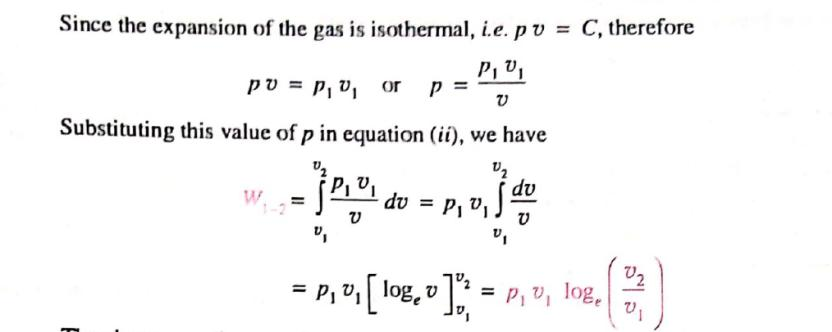 Since the expansion of the gas is isothermal, i.e. p v = C, therefore
p v = p₁ v₁ or p = p₁ v₁ / v
Substituting this value of p in equation (ii), we have
W₁₋₂ = ∫_{v₁}^{v₂} (p₁ v₁ / v) dv = p₁ v₁ ∫_{v₁}^{v₂} dv / v
= p₁ v₁ [ logₑ v ]_{v₁}^{v₂} = p₁ v₁ logₑ ( v₂ / v₁ )